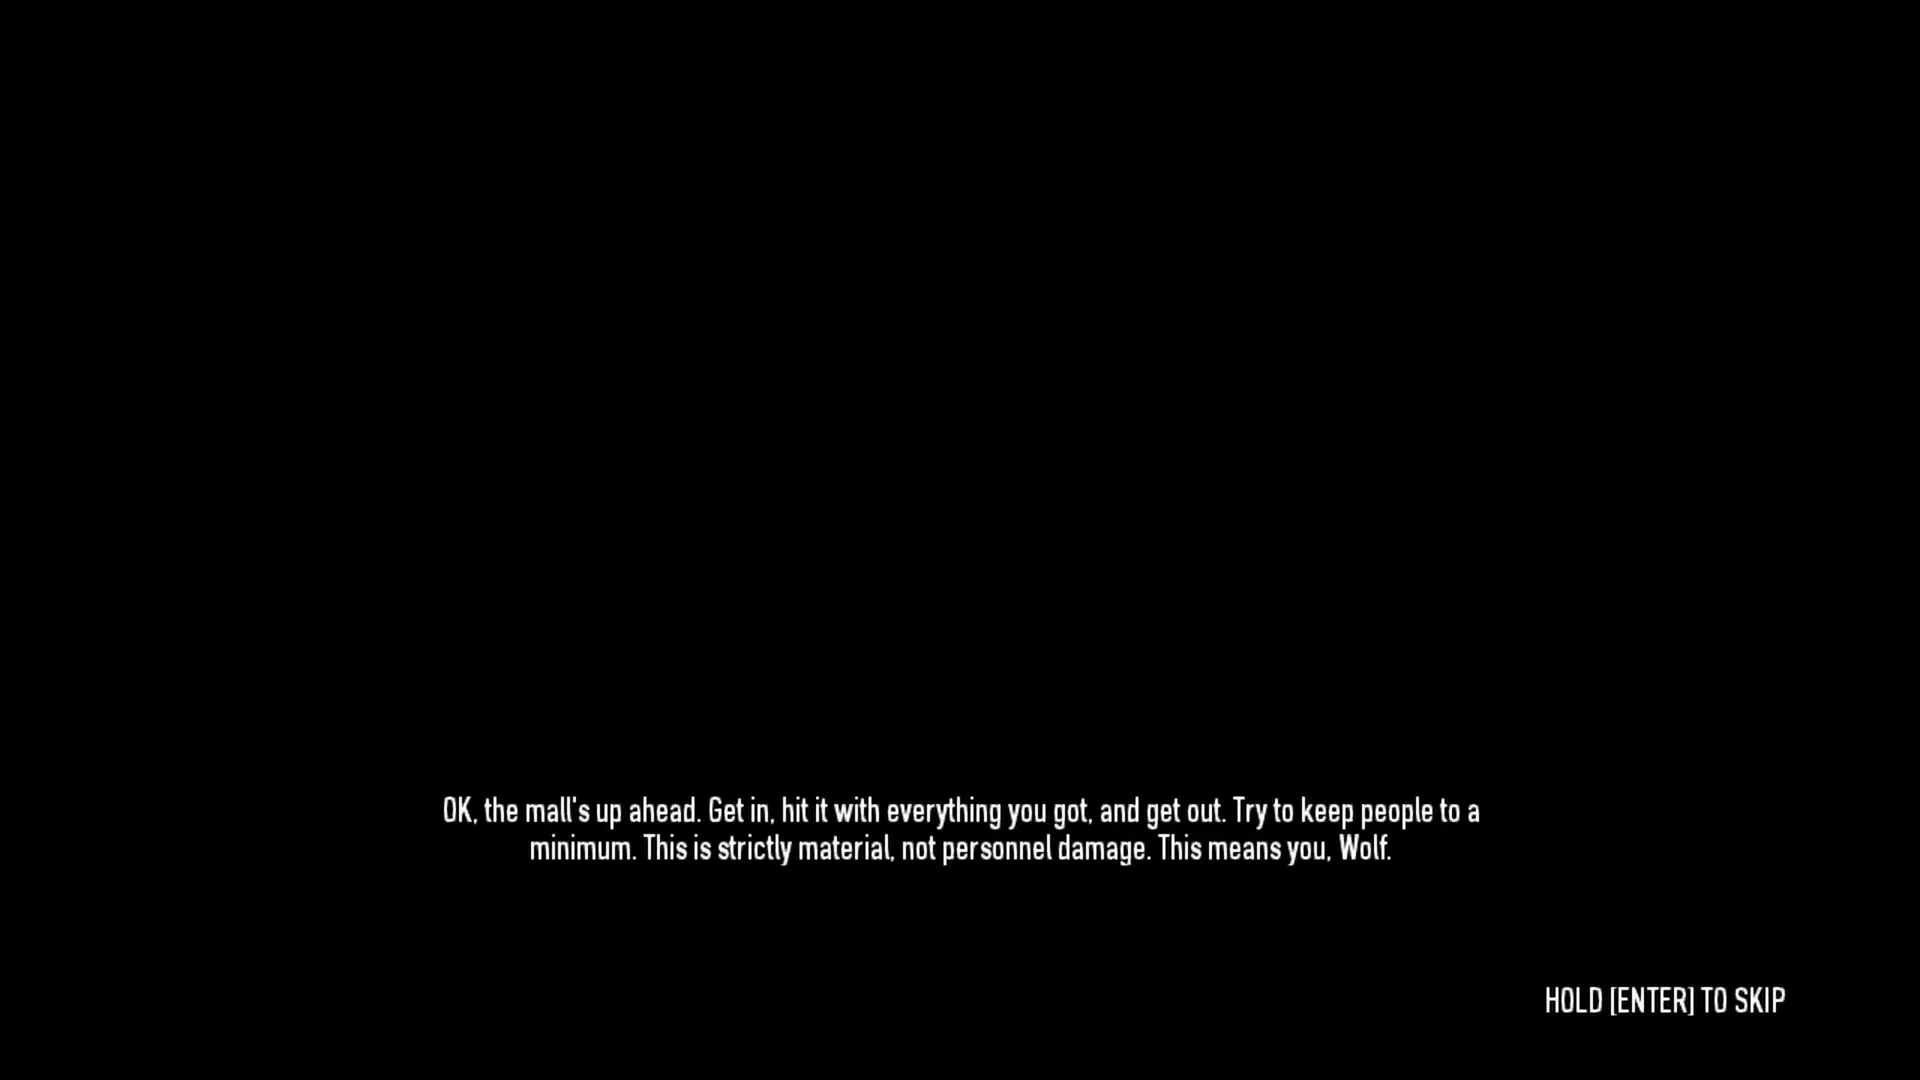 OK, the mall's up ahead. Get in, hit it with everything you got, and get out. Try to keep people to a
minimum. This is strictly material, not personnel damage. This means you, Wolf.
HOLD [ENTER] TO SKIP